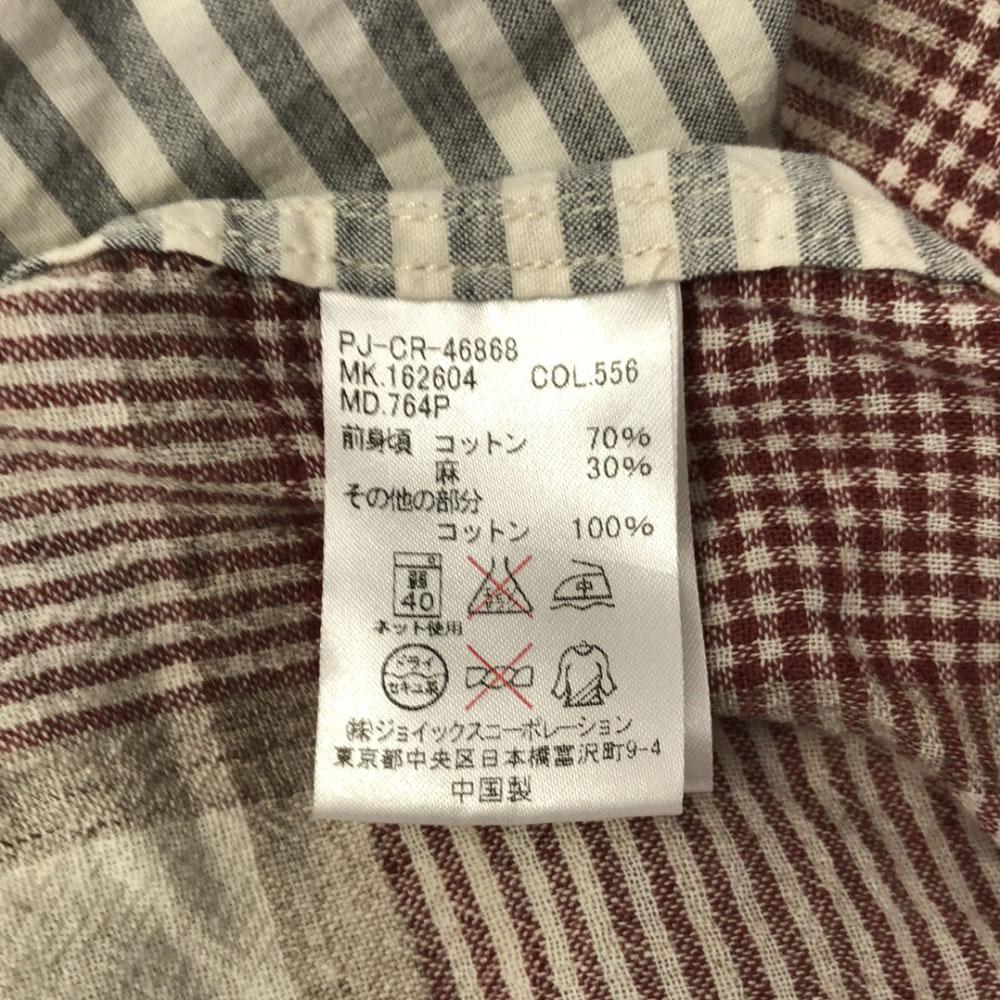 PJ-CR-46868
MK.162604 COL.556
MD.764P
前身頃 コットン 70%
麻 30%
その他の部分
コットン 100%
弱
40
中
ネット使用
ドライ
セキユ系
(株)ジョイックスコーポレーション
東京都中央区日本橋富沢町9-4
中国製